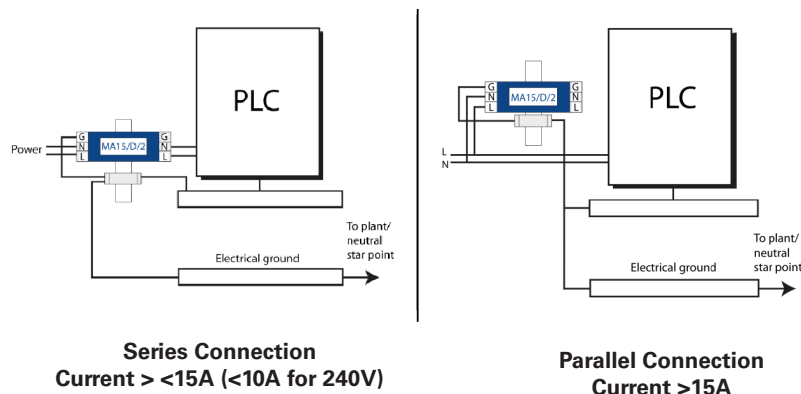 PLC
G
N
L
MA15/D/2
G
N
L
Power
To plant/
neutral
star point
Electrical ground
Series Connection
Current > <15A (<10A for 240V)
PLC
G
N
L
MA15/D/2
G
N
L
L
N
To plant/
neutral
star point
Electrical ground
Parallel Connection
Current >15A